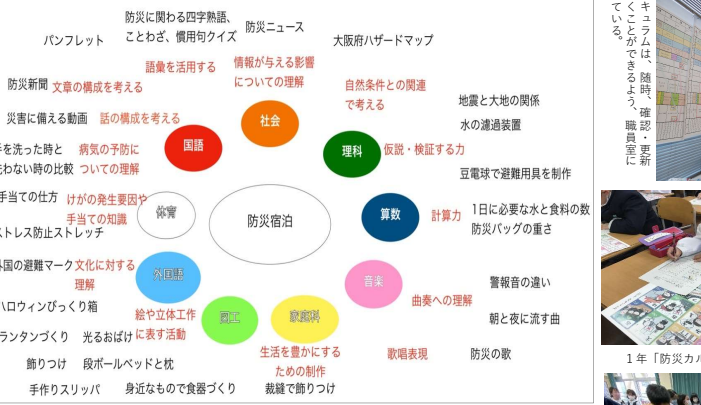 防災に関わる四字熟語、
ことわざ、慣用句クイズ
防災ニュース
パンフレット
大阪府ハザードマップ
語彙を活用する
情報が与える影響
についての理解
防災新聞
文章の構成を考える
自然条件との関連
で考える
災害に備える動画
話の構成を考える
社会
地震と大地の関係
水の濾過装置
国語
理科
仮説・検証する力
手を洗った時と
洗わない時の比較
病気の予防に
ついての理解
豆電球で避難用具を制作
手当ての仕方
けがの発生要因や
手当ての知識
体育
防災宿泊
算数
計算力
1日に必要な水と食料の数
防災バッグの重さ
ストレス防止ストレッチ
外国の避難マーク
文化に対する
理解
外国語
音楽
警報音の違い
曲奏への理解
ハロウィンびっくり箱
絵や立体工作
に表す活動
図工
家庭科
朝と夜に流す曲
ランタンづくり
光るおばけ
生活を豊かにする
ための制作
歌唱表現
防災の歌
飾りつけ
段ボールベッドと枕
手作りスリッパ
身近なもので食器づくり
裁縫で飾りつけ
キュラムは、随時、確認・更新
くことができるよう、職員室に
ている。
1年「防災カル